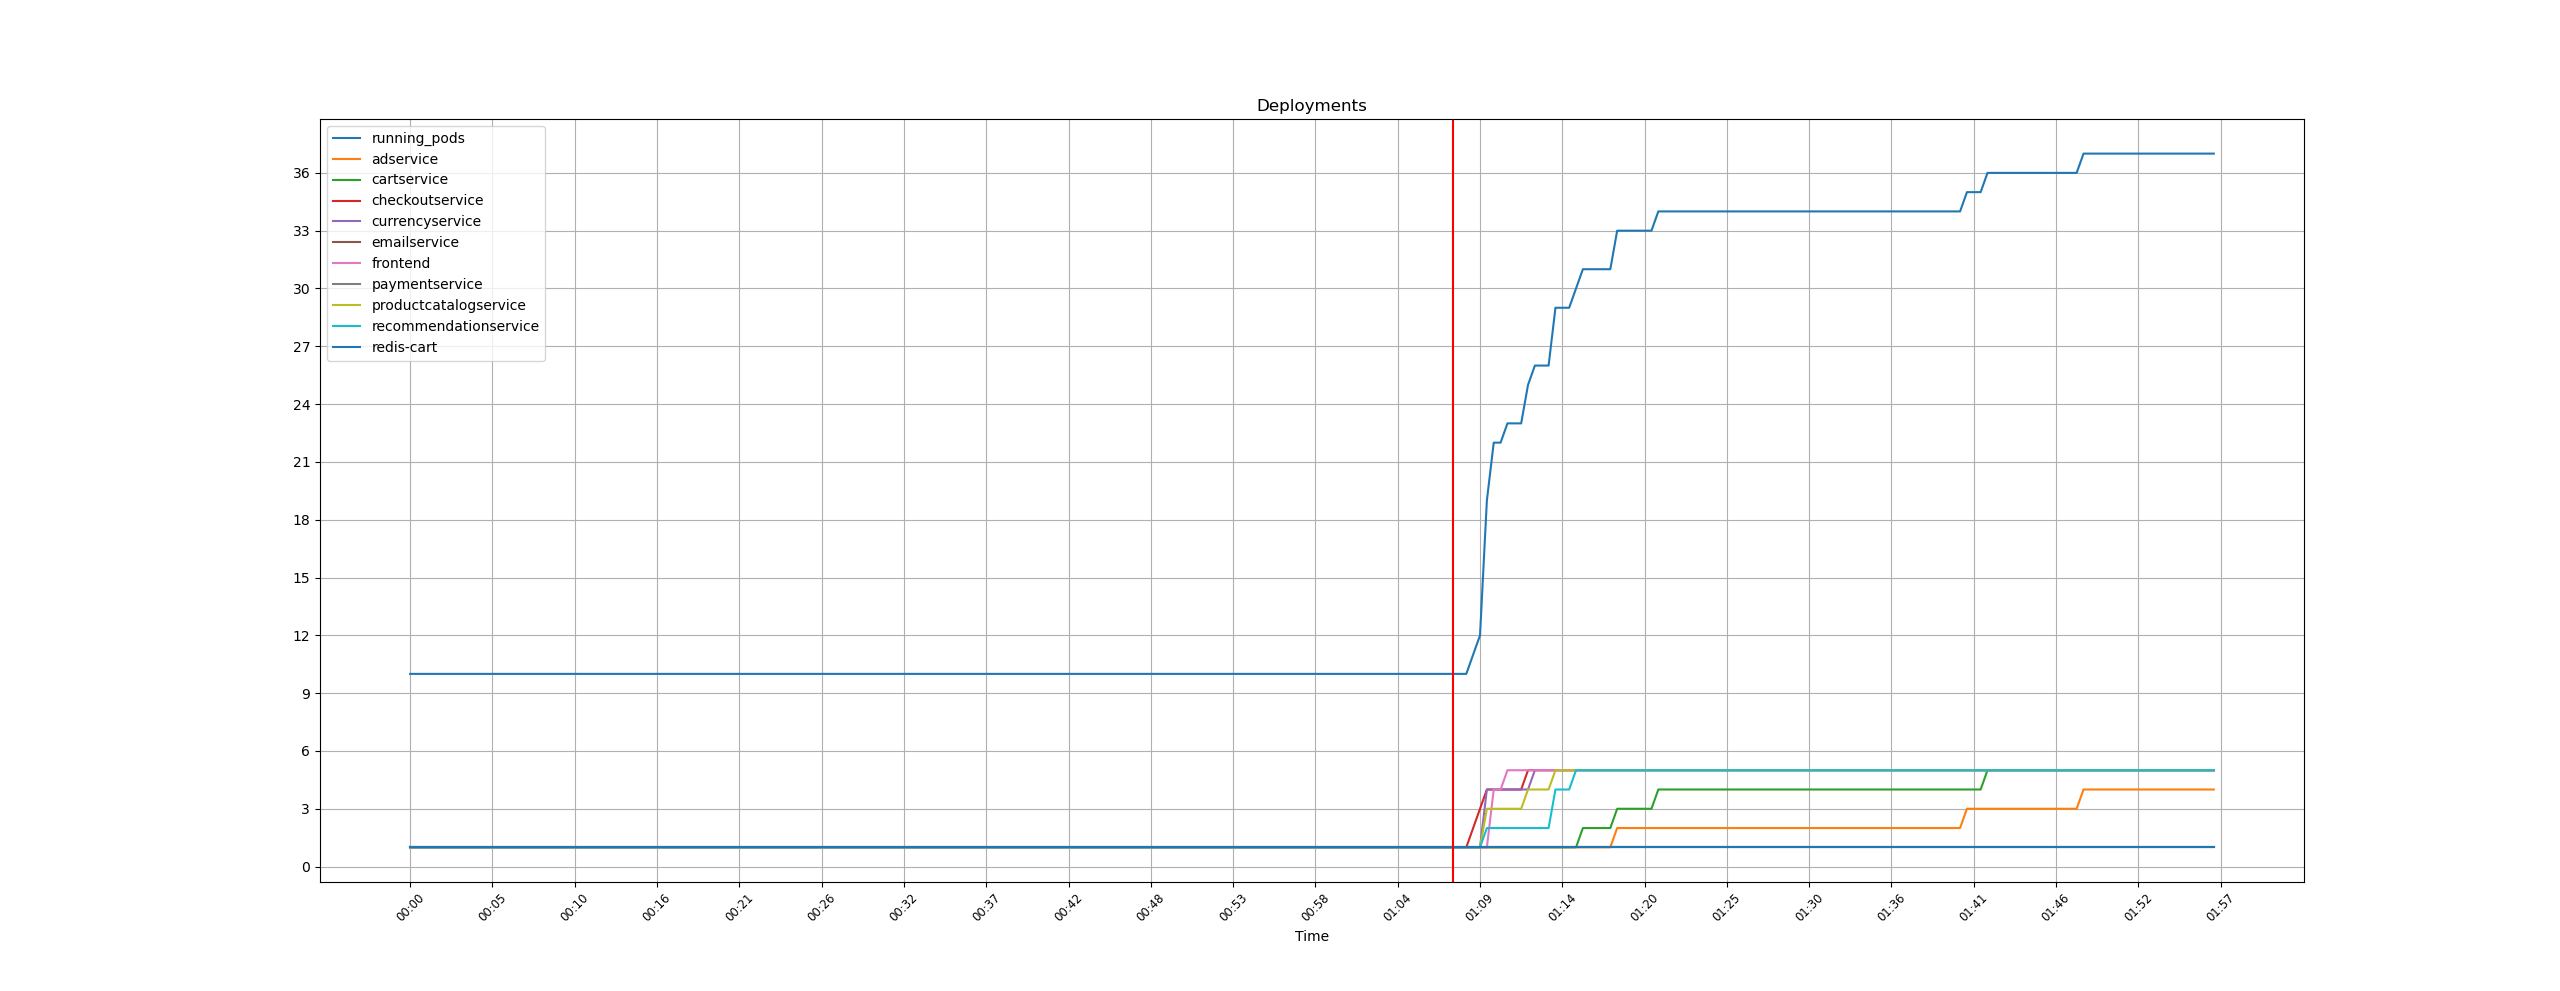 Deployments
running_pods
adservice
cartservice
checkoutservice
currencyservice
emailservice
frontend
paymentservice
productcatalogservice
recommendationservice
redis-cart
36
33
30
27
24
21
18
15
12
9
6
3
0
00:00 00:05 00:10 00:16 00:21 00:26 00:32 00:37 00:42 00:48 00:53 00:58 01:04 01:09 01:14 01:20 01:25 01:30 01:36 01:41 01:46 01:52 01:57
Time